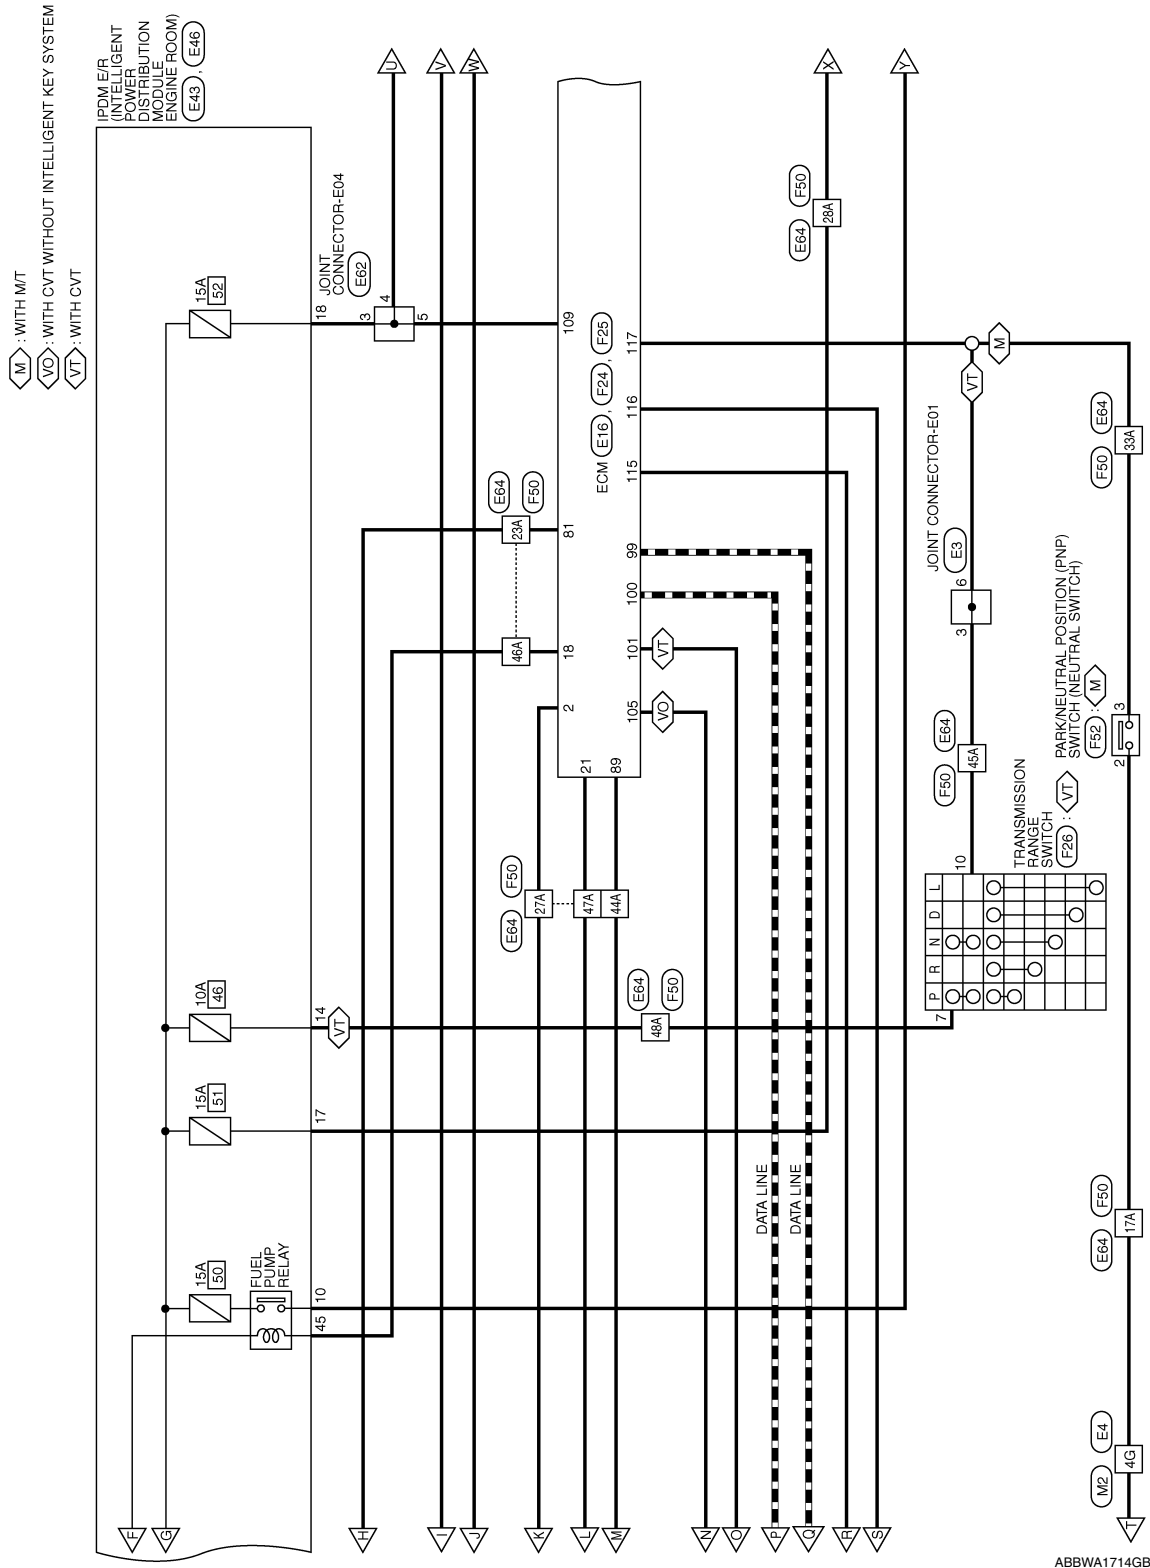 M : WITH M/T
VO : WITH CVT WITHOUT INTELLIGENT KEY SYSTEM
VT : WITH CVT
IPDM E/R
(INTELLIGENT
POWER
DISTRIBUTION
MODULE
ENGINE ROOM)
E43 , E46
F
G
15A
50
FUEL
PUMP
RELAY
15A
51
10A
46
15A
52
45
10
17
14
VT
18
JOINT
CONNECTOR-E04
E62
3
4
5
U
V
W
X
Y
H
I
J
K
L
M
N
O
P
Q
R
S
T
46A
23A
E64
F50
E64
F50
27A
47A
44A
E64
F50
48A
21
89
2
18
81
109
105
101
100
99
115
116
117
ECM E16 , F24 , F25
VO
VT
E64
F50
28A
DATA LINE
DATA LINE
VT
M
JOINT CONNECTOR-E01
E3
3
6
F50
E64
45A
7
10
P
R
N
D
L
TRANSMISSION
RANGE
SWITCH
F26 : VT
PARK/NEUTRAL POSITION (PNP)
SWITCH (NEUTRAL SWITCH)
F52 : M
2
3
F50
E64
33A
E64
F50
17A
M2
E4
4G
ABBWA1714GB